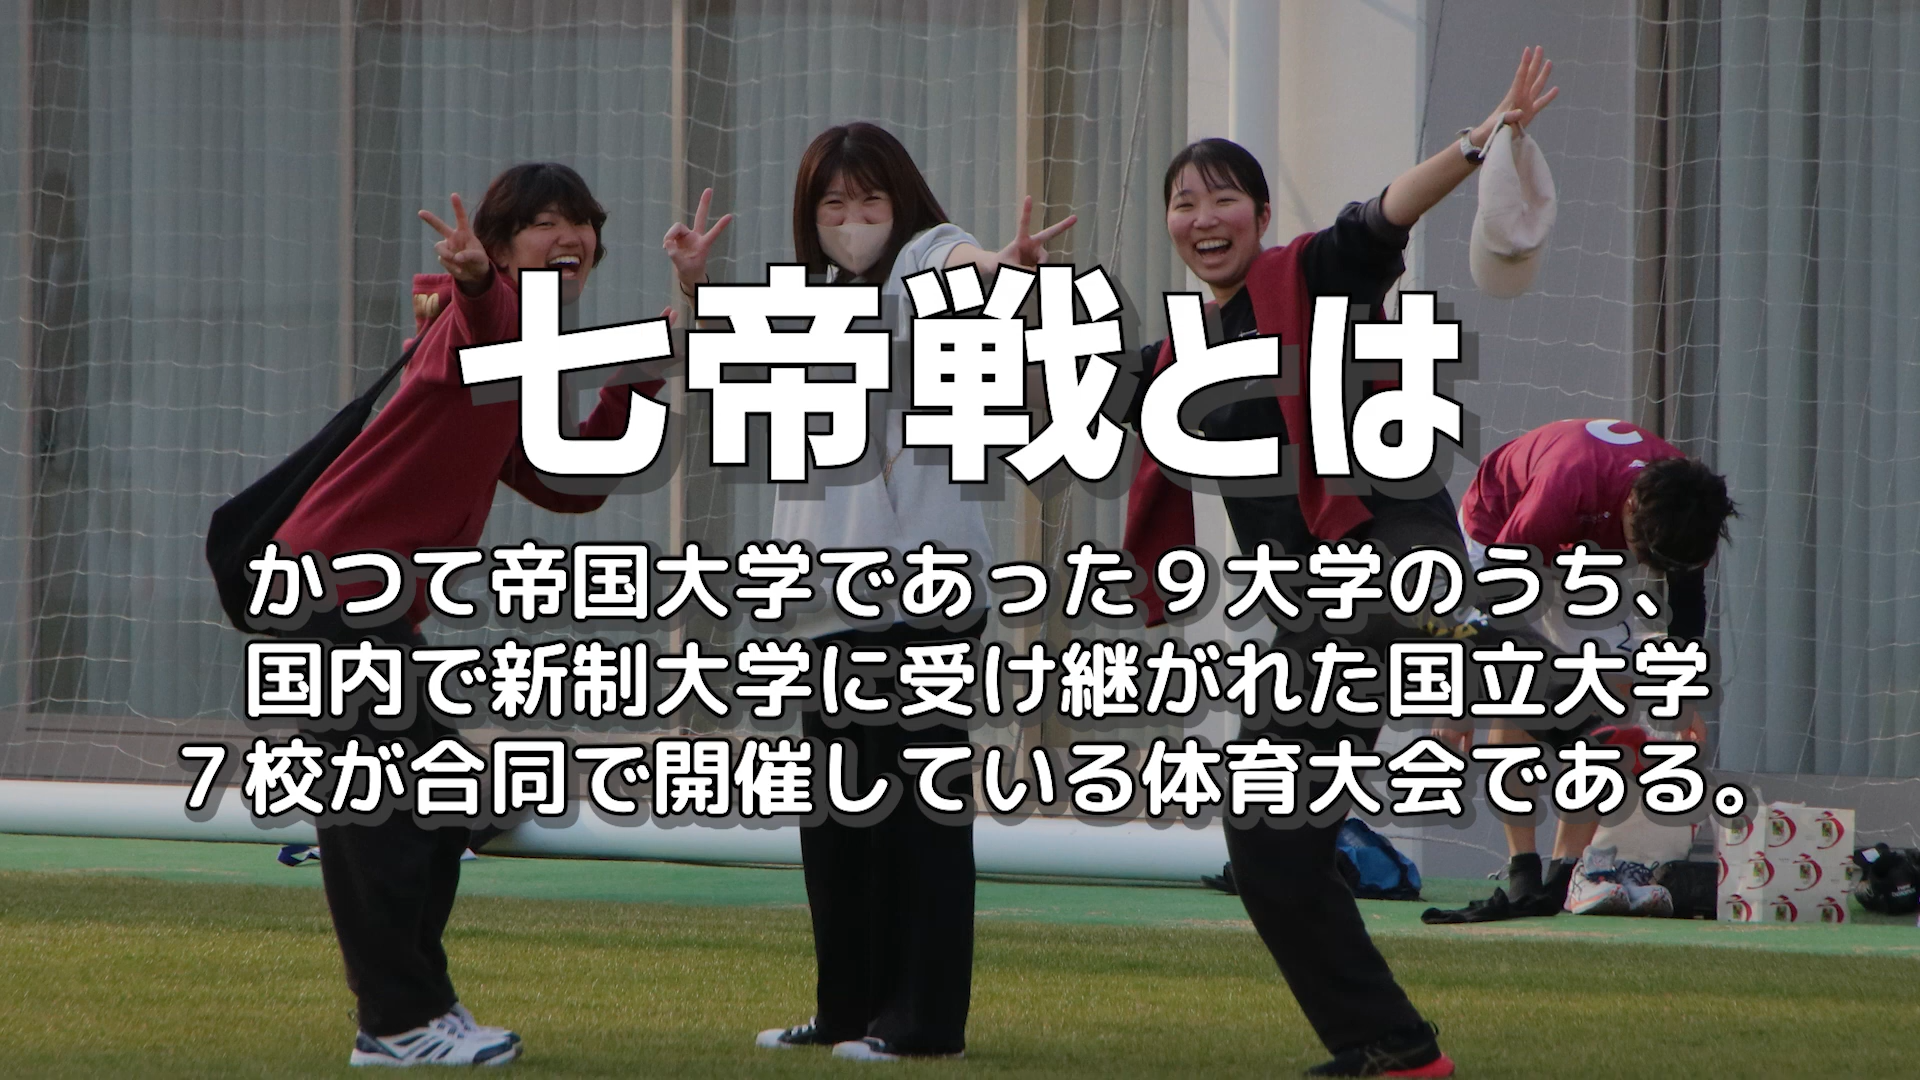 七帝戦とは
かつて帝国大学であった９大学のうち、
国内で新制大学に受け継がれた国立大学
７校が合同で開催している体育大会である。